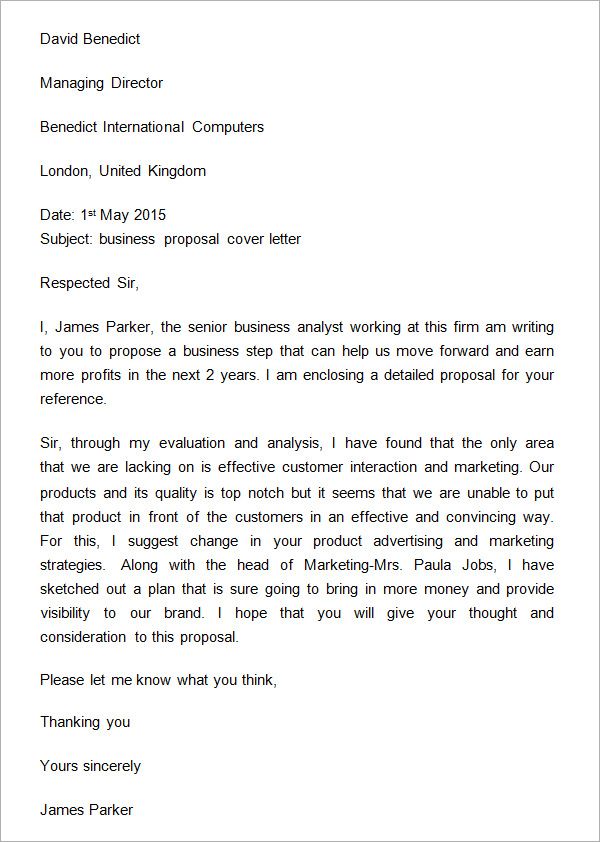 David Benedict
Managing Director
Benedict International Computers
London, United Kingdom
Date: 1st May 2015
Subject: business proposal cover letter
Respected Sir,
I, James Parker, the senior business analyst working at this firm am writing
to you to propose a business step that can help us move forward and earn
more profits in the next 2 years. I am enclosing a detailed proposal for your
reference.
Sir, through my evaluation and analysis, I have found that the only area
that we are lacking on is effective customer interaction and marketing. Our
products and its quality is top notch but it seems that we are unable to put
that product in front of the customers in an effective and convincing way.
For this, I suggest change in your product advertising and marketing
strategies. Along with the head of Marketing-Mrs. Paula Jobs, I have
sketched out a plan that is sure going to bring in more money and provide
visibility to our brand. I hope that you will give your thought and
consideration to this proposal.
Please let me know what you think,
Thanking you
Yours sincerely
James Parker